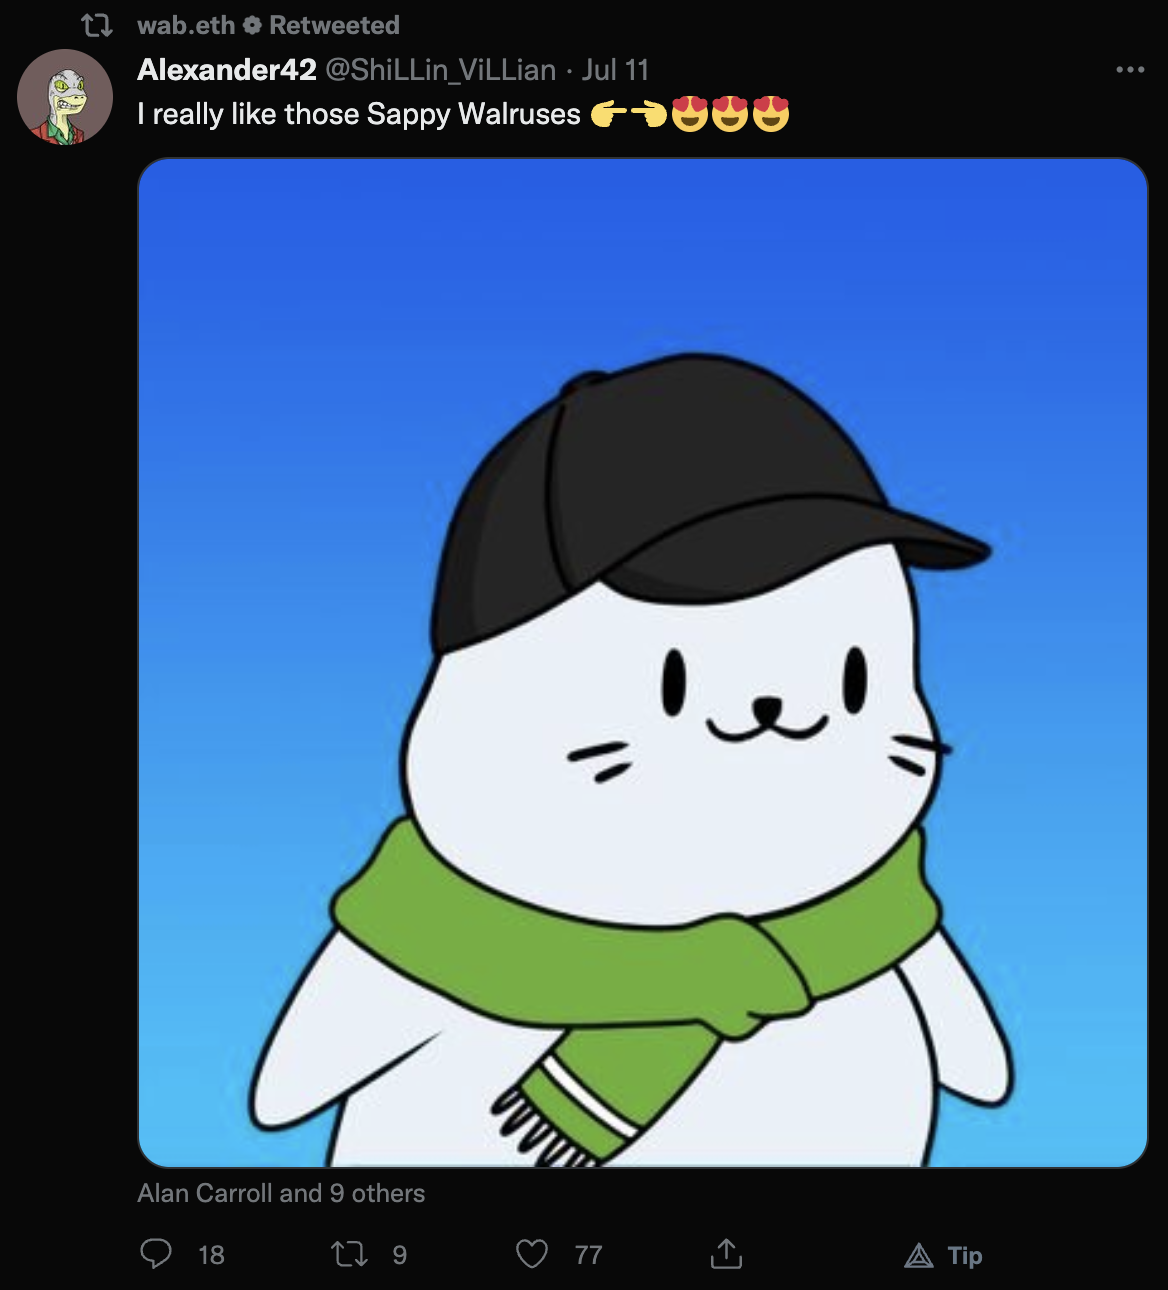 wab.eth Retweeted
Alexander42 @ShiLLin_ViLLian · Jul 11
I really like those Sappy Walruses 👉👈😍😍😍
Alan Carroll and 9 others
18 9 77 Tip